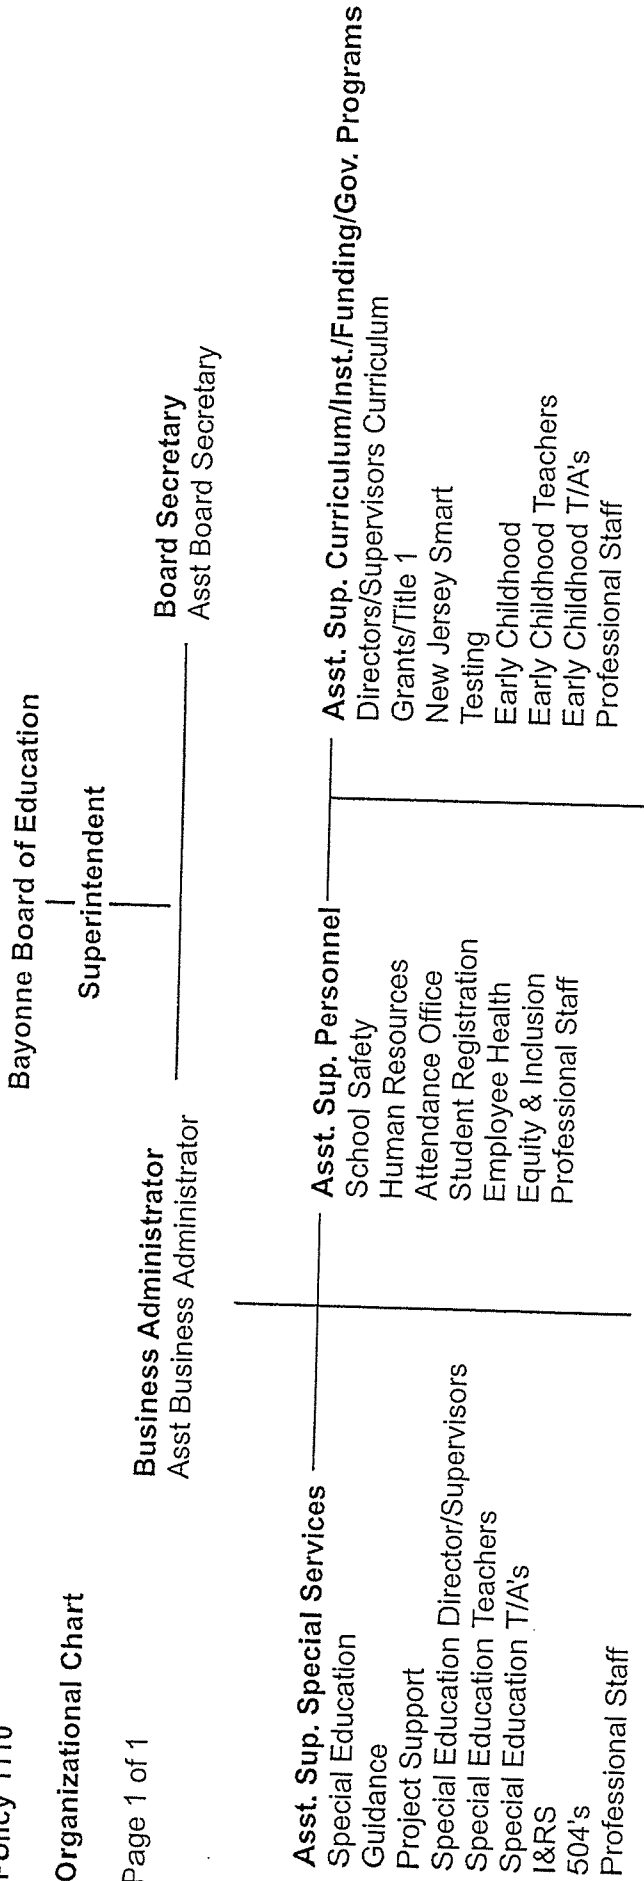 Policy 1110
Organizational Chart
Page 1 of 1
Bayonne Board of Education
Superintendent
Business Administrator
Asst Business Administrator
Board Secretary
Asst Board Secretary
Asst. Sup. Special Services
Special Education
Guidance
Project Support
Special Education Director/Supervisors
Special Education Teachers
Special Education T/A's
I&RS
504's
Professional Staff
Asst. Sup. Personnel
School Safety
Human Resources
Attendance Office
Student Registration
Employee Health
Equity & Inclusion
Professional Staff
Asst. Sup. Curriculum/Inst./Funding/Gov. Programs
Directors/Supervisors Curriculum
Grants/Title 1
New Jersey Smart
Testing
Early Childhood
Early Childhood Teachers
Early Childhood T/A's
Professional Staff